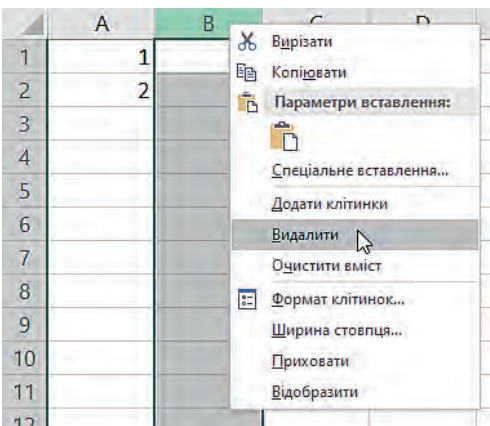 A B C D
1 1
2 2
3
4
5
6
7
8
9
10
11
12
Вирізати
Копіювати
Параметри вставлення:
Спеціальне вставлення...
Додати клітинки
Видалити
Очистити вміст
Формат клітинок...
Ширина стовпця...
Приховати
Відобразити